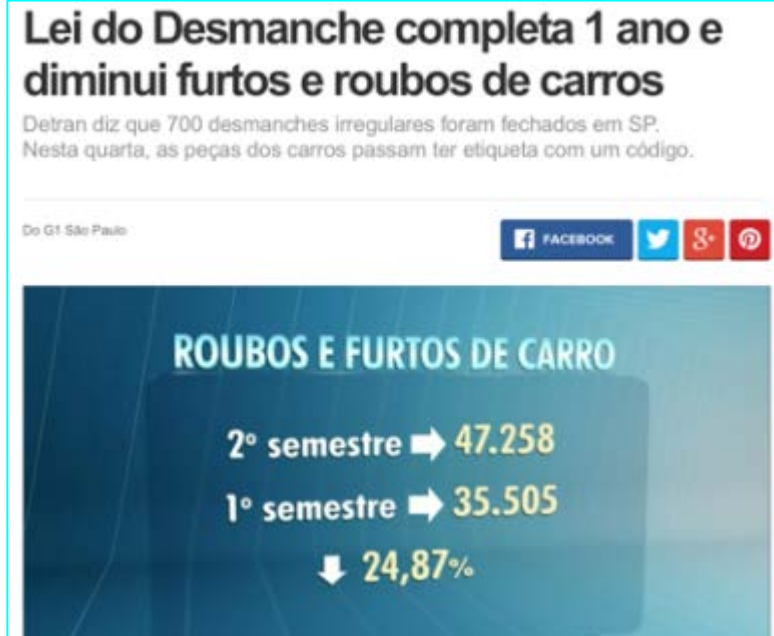 Lei do Desmanche completa 1 ano e
diminui furtos e roubos de carros
Detran diz que 700 desmanches irregulares foram fechados em SP.
Nesta quarta, as peças dos carros passam ter etiqueta com um código.
Do G1 São Paulo
FACEBOOK
ROUBOS E FURTOS DE CARRO
2º semestre 47.258
1º semestre 35.505
24,87%